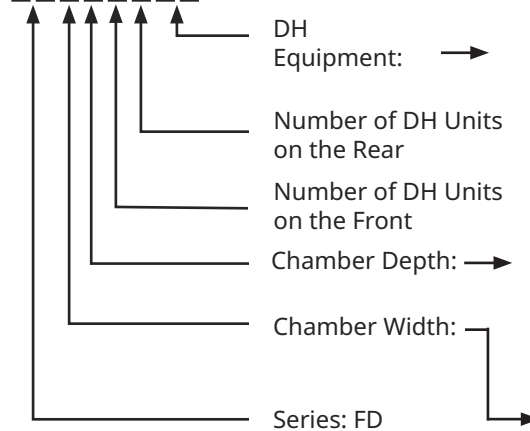 DH
Equipment:
Number of DH Units
on the Rear
Number of DH Units
on the Front
Chamber Depth:
Chamber Width:
Series: FD